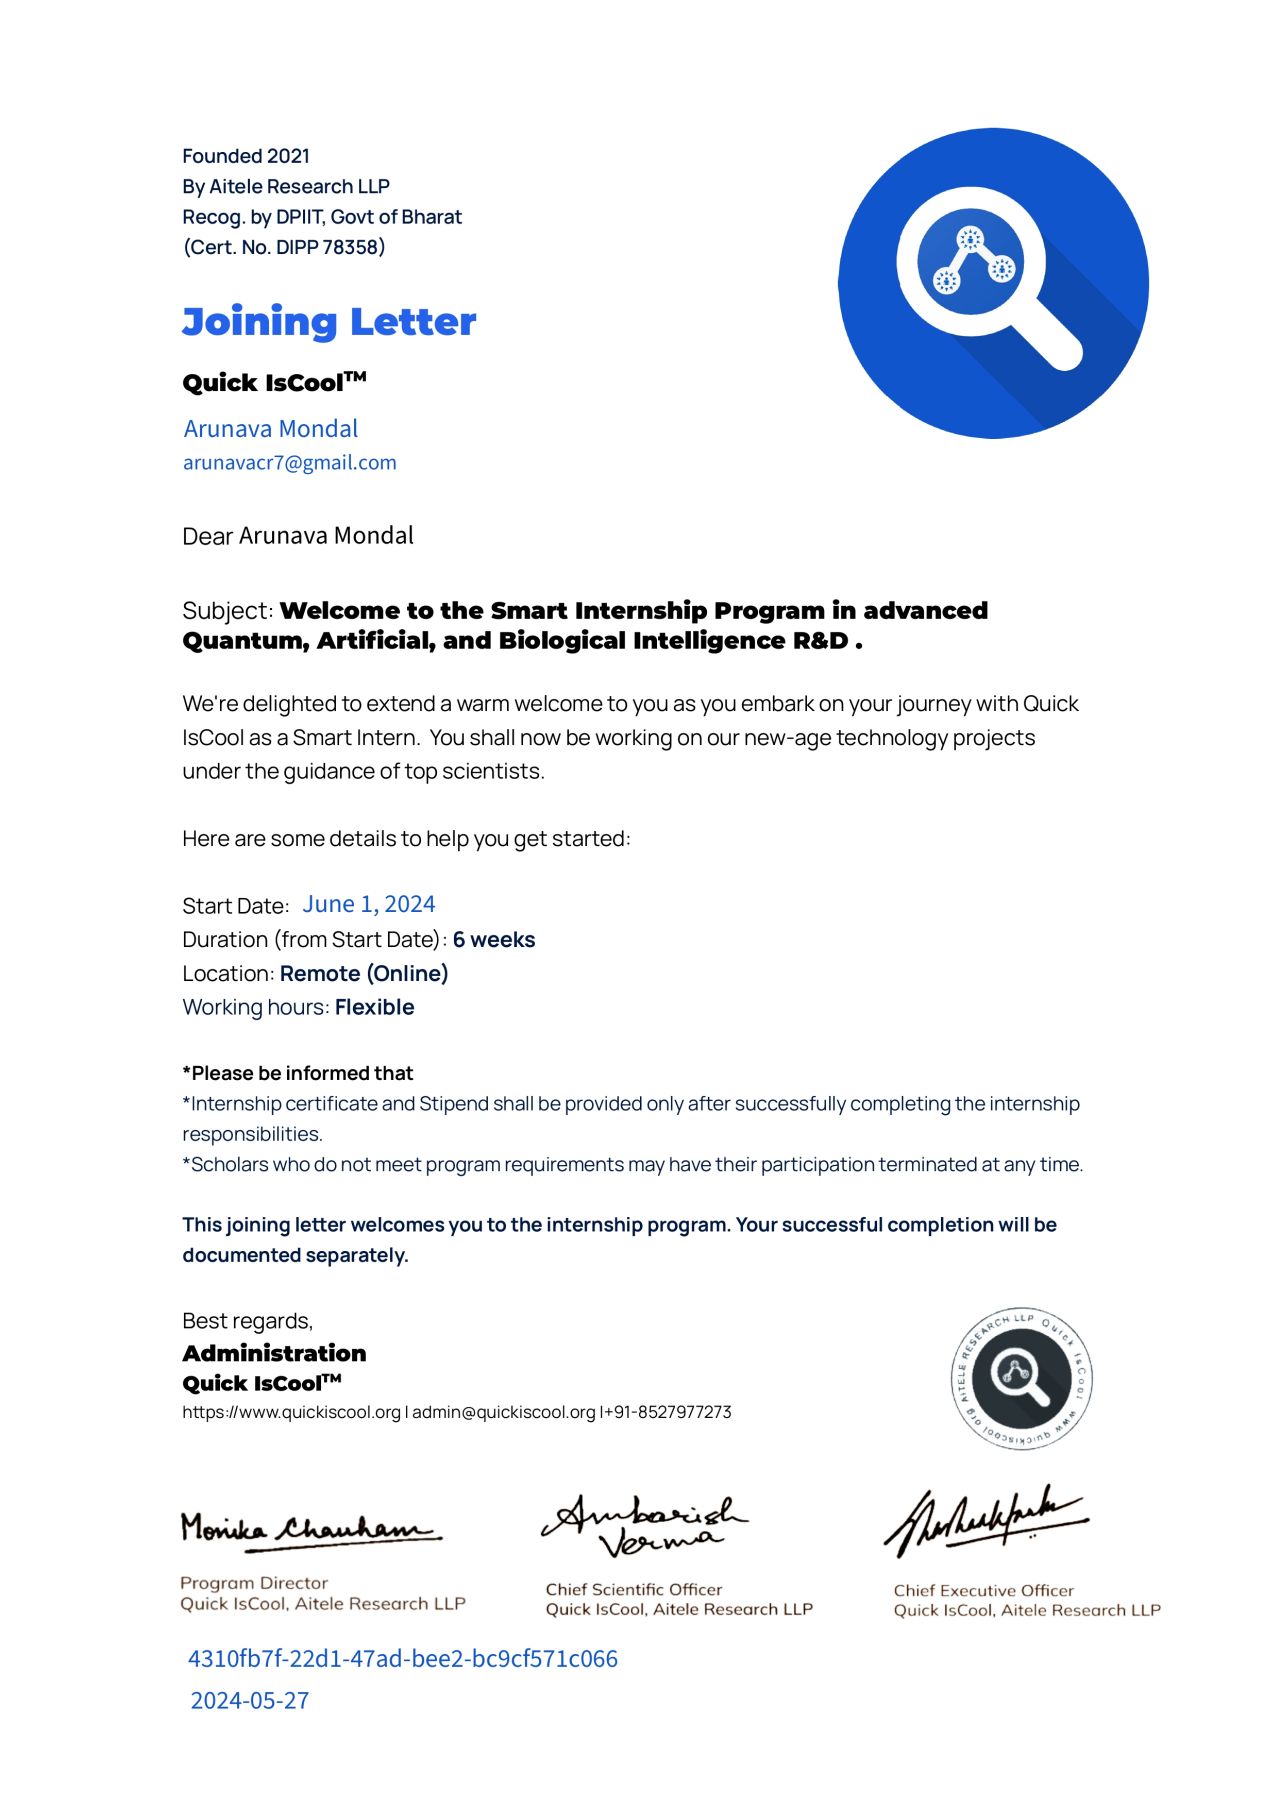 Founded 2021
By Aitele Research LLP
Recog. by DPIIT, Govt of Bharat
(Cert. No. DIPP 78358)
Joining Letter
Quick IsCool™
Arunava Mondal
arunavacr7@gmail.com
Dear Arunava Mondal
Subject: Welcome to the Smart Internship Program in advanced
Quantum, Artificial, and Biological Intelligence R&D .
We're delighted to extend a warm welcome to you as you embark on your journey with Quick
IsCool as a Smart Intern. You shall now be working on our new-age technology projects
under the guidance of top scientists.
Here are some details to help you get started:
Start Date: June 1, 2024
Duration (from Start Date): 6 weeks
Location: Remote (Online)
Working hours: Flexible
*Please be informed that
*Internship certificate and Stipend shall be provided only after successfully completing the internship
responsibilities.
*Scholars who do not meet program requirements may have their participation terminated at any time.
This joining letter welcomes you to the internship program. Your successful completion will be
documented separately.
Best regards,
Administration
Quick IsCool™
https://www.quickiscool.org | admin@quickiscool.org |+91-8527977273
AITELE RESEARCH LLP Quick IsCool www.quickiscool.org
Monika Chauham
Ambarish
Verma
Program Director
Quick IsCool, Aitele Research LLP
Chief Scientific Officer
Quick IsCool, Aitele Research LLP
Chief Executive Officer
Quick IsCool, Aitele Research LLP
4310fb7f-22d1-47ad-bee2-bc9cf571c066
2024-05-27